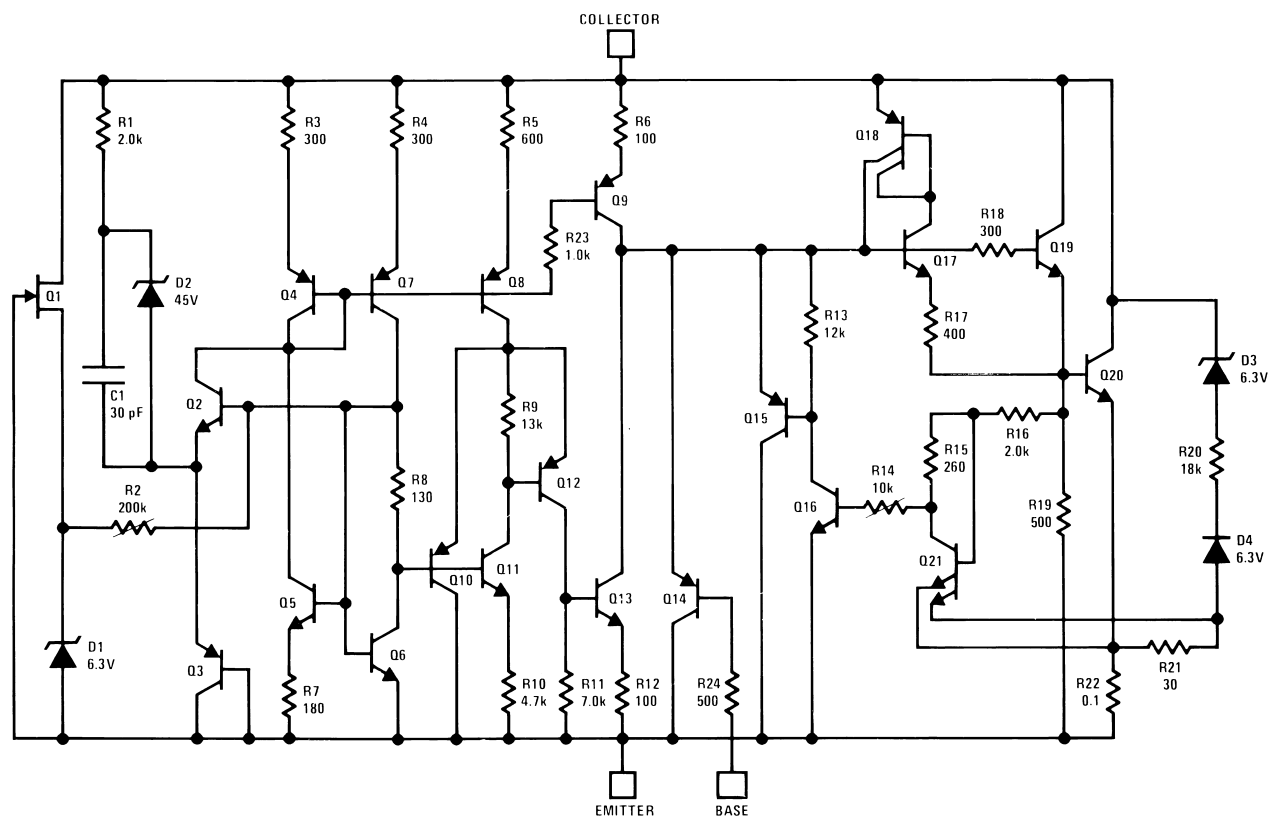 COLLECTOR
R1
2.0k
R3
300
R4
300
R5
600
R6
100
Q18
Q9
R23
1.0k
R18
300
Q17
Q19
Q1
D2
45V
Q4
Q7
Q8
R13
12k
R17
400
C1
30 pF
Q2
R9
13k
Q15
Q20
D3
6.3V
R2
200k
R8
130
Q12
R14
10k
R15
260
R16
2.0k
R20
18k
Q16
R19
500
D4
6.3V
Q21
Q10
Q11
Q5
Q13
Q14
D1
6.3V
Q3
Q6
R7
180
R10
4.7k
R11
7.0k
R12
100
R24
500
R22
0.1
R21
30
EMITTER
BASE